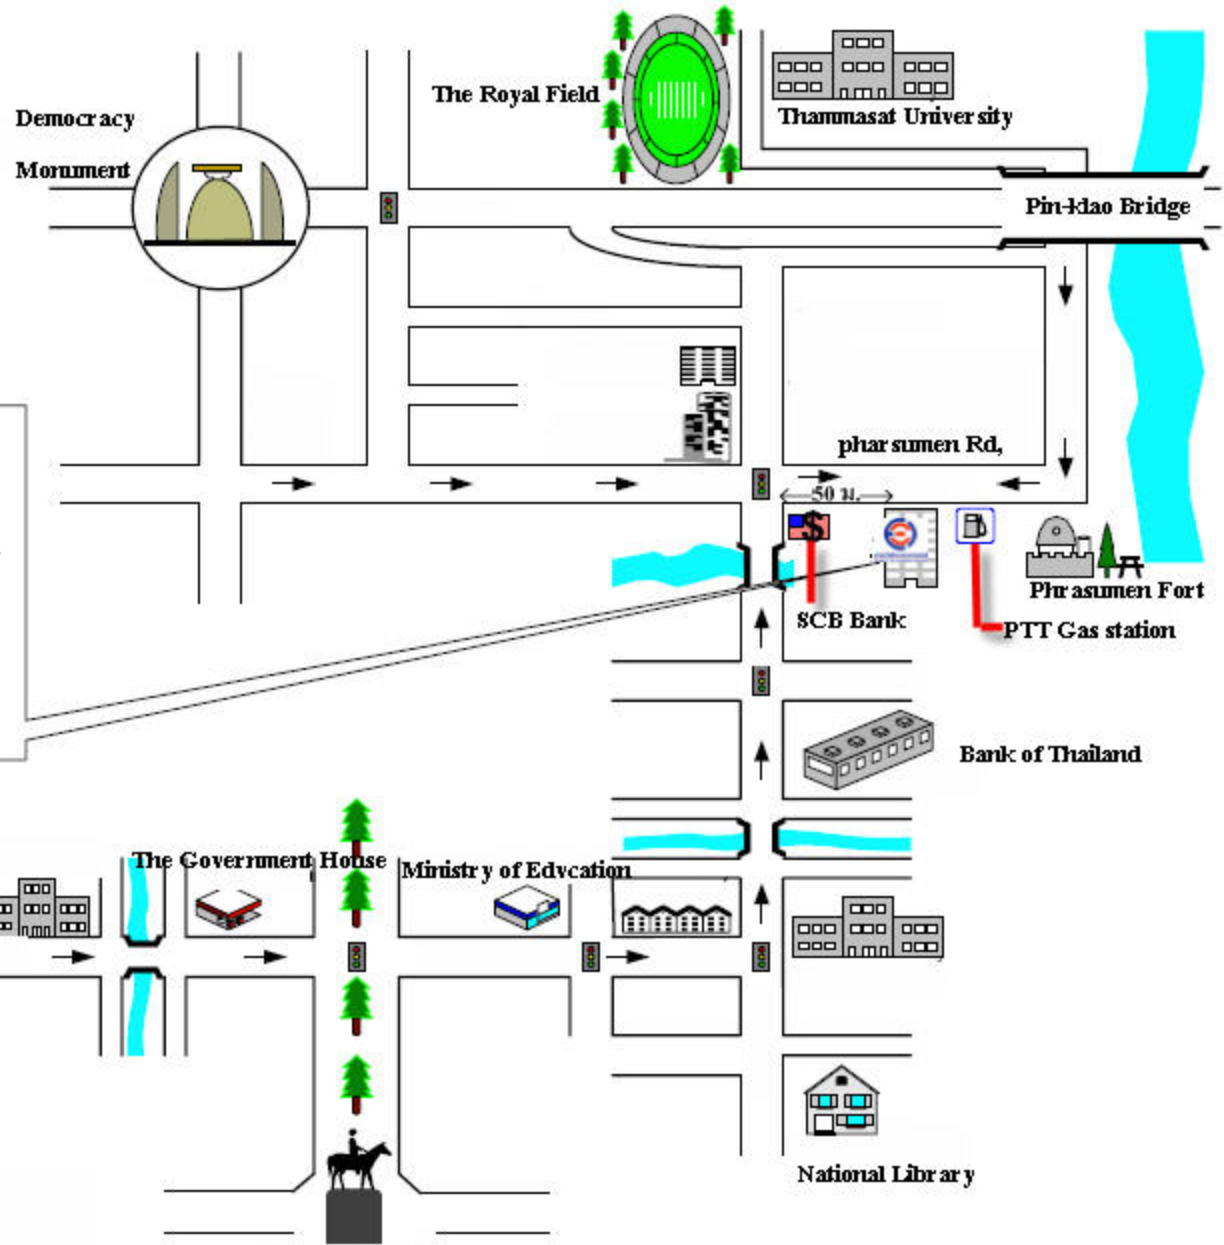 The Royal Field
Thammasat University
Democracy
Monument
Pin-klao Bridge
pharsumen Rd,
50 ม.
$
Phrasumen Fort
SCB Bank
PTT Gas station
Bank of Thailand
The Government House
Ministry of Edvcation
National Library